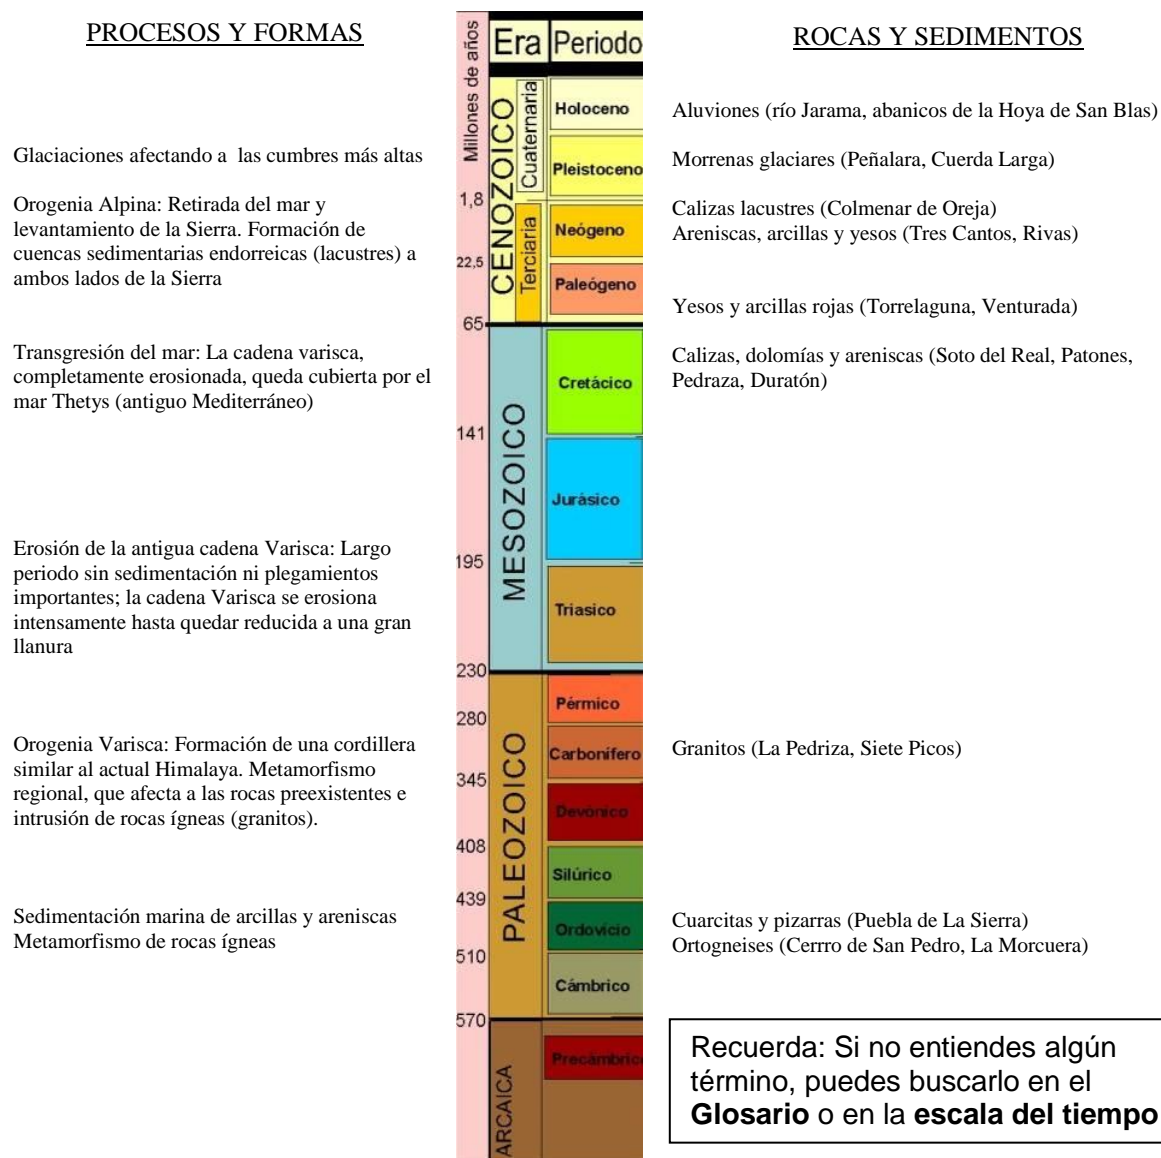 PROCESOS Y FORMAS
Glaciaciones afectando a las cumbres más altas
Orogenia Alpina: Retirada del mar y
levantamiento de la Sierra. Formación de
cuencas sedimentarias endorreicas (lacustres) a
ambos lados de la Sierra
Transgresión del mar: La cadena varisca,
completamente erosionada, queda cubierta por el
mar Thetys (antiguo Mediterráneo)
Erosión de la antigua cadena Varisca: Largo
periodo sin sedimentación ni plegamientos
importantes; la cadena Varisca se erosiona
intensamente hasta quedar reducida a una gran
llanura
Orogenia Varisca: Formación de una cordillera
similar al actual Himalaya. Metamorfismo
regional, que afecta a las rocas preexistentes e
intrusión de rocas ígneas (granitos).
Sedimentación marina de arcillas y areniscas
Metamorfismo de rocas ígneas
Millones de años
Era
Periodo
CENOZOICO
Cuaternaria
Holoceno
Pleistoceno
1,8
Terciaria
Neógeno
22,5
Paleógeno
65
MESOZOICO
Cretácico
141
Jurásico
195
Triasico
230
PALEOZOICO
Pérmico
280
Carbonífero
345
Devónico
408
Silúrico
439
Ordovicio
510
Cámbrico
570
ARCAICA
Precámbrico
ROCAS Y SEDIMENTOS
Aluviones (río Jarama, abanicos de la Hoya de San Blas)
Morrenas glaciares (Peñalara, Cuerda Larga)
Calizas lacustres (Colmenar de Oreja)
Areniscas, arcillas y yesos (Tres Cantos, Rivas)
Yesos y arcillas rojas (Torrelaguna, Venturada)
Calizas, dolomías y areniscas (Soto del Real, Patones,
Pedraza, Duratón)
Granitos (La Pedriza, Siete Picos)
Cuarcitas y pizarras (Puebla de La Sierra)
Ortogneises (Cerrro de San Pedro, La Morcuera)
Recuerda: Si no entiendes algún
término, puedes buscarlo en el
Glosario o en la escala del tiempo